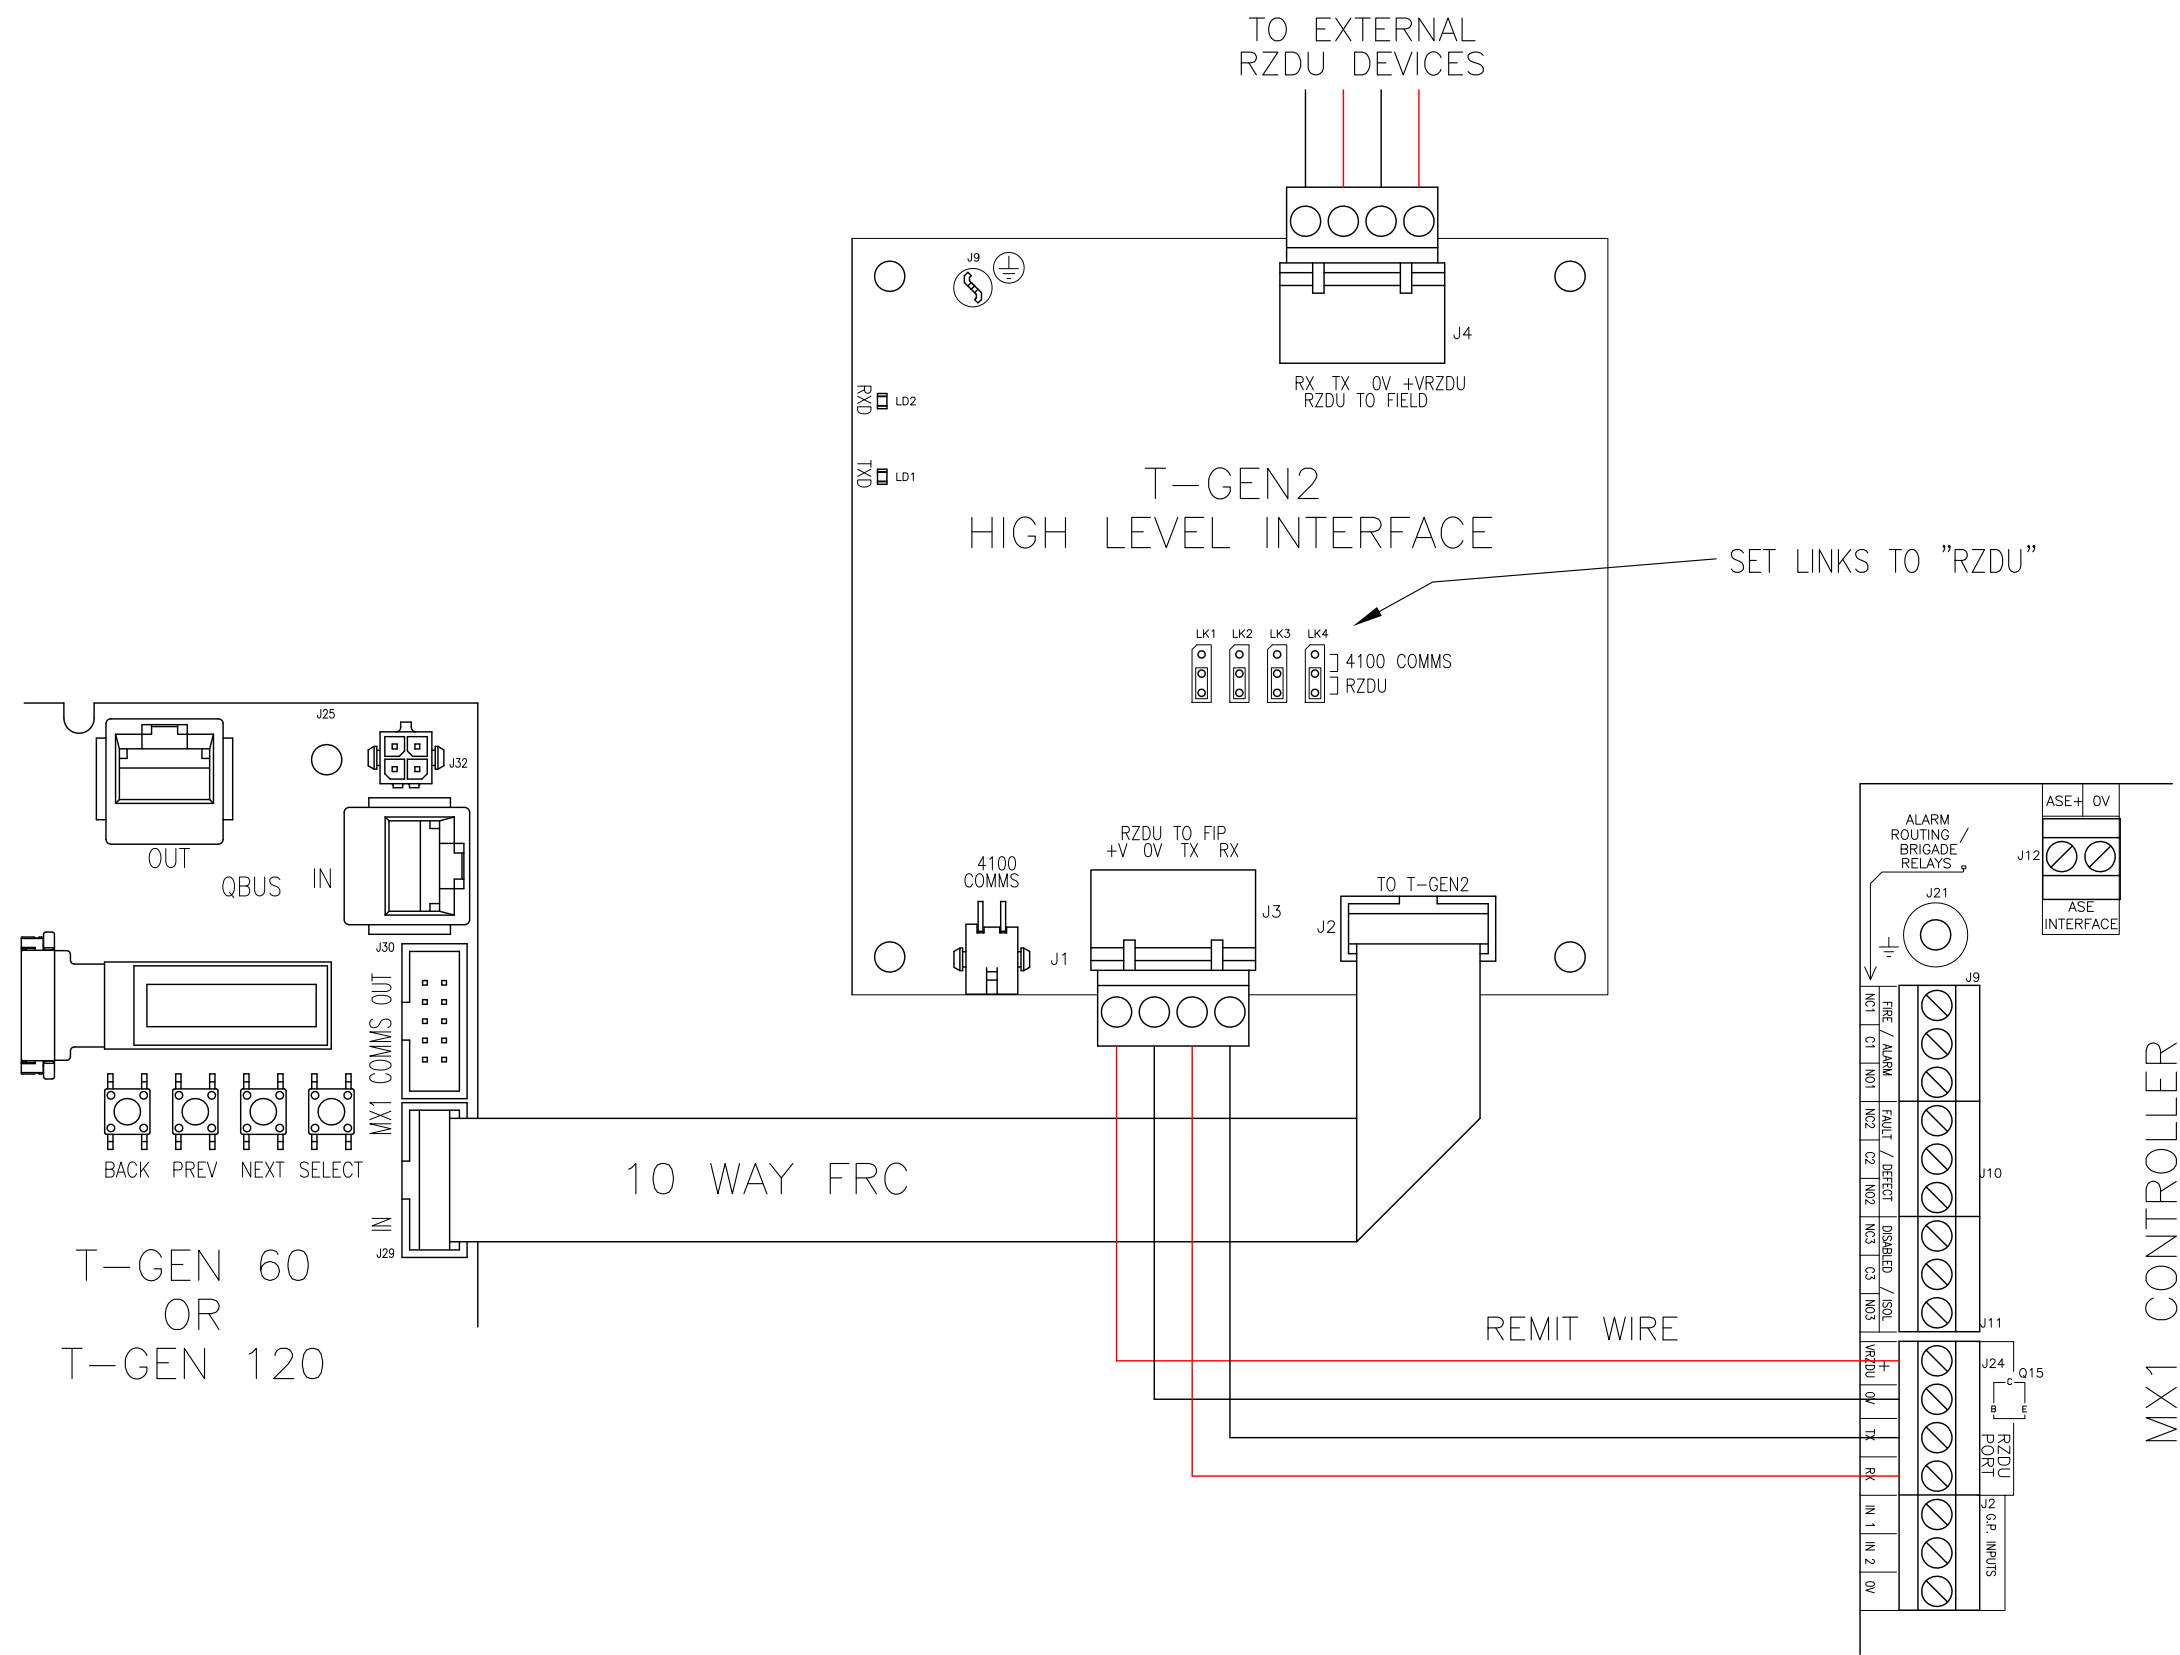 TO EXTERNAL
RZDU DEVICES
J9
J4
RX TX 0V +VRZDU
RZDU TO FIELD
RXD
LD2
TXD
LD1
T-GEN2
HIGH LEVEL INTERFACE
SET LINKS TO "RZDU"
LK1 LK2 LK3 LK4
4100 COMMS
RZDU
RZDU TO FIP
+V 0V TX RX
4100
COMMS
TO T-GEN2
J1
J3
J2
J25
J32
OUT
QBUS
IN
J30
MX1 COMMS OUT
IN
J29
BACK PREV NEXT SELECT
T-GEN 60
OR
T-GEN 120
10 WAY FRC
REMIT WIRE
ASE+ 0V
J12
ASE
INTERFACE
ALARM
ROUTING /
BRIGADE
RELAYS
J21
J9
NC1
C1
NO1
FIRE / ALARM
NC2
C2
NO2
FAULT / DEFECT
J10
NC3
C3
NO3
DISABLED / ISOL
J11
VRZDU +
0V
TX
RX
J24
Q15
C
B E
RZDU
PORT
IN 1
IN 2
0V
J2
G.P. INPUTS
MX1 CONTROLLER